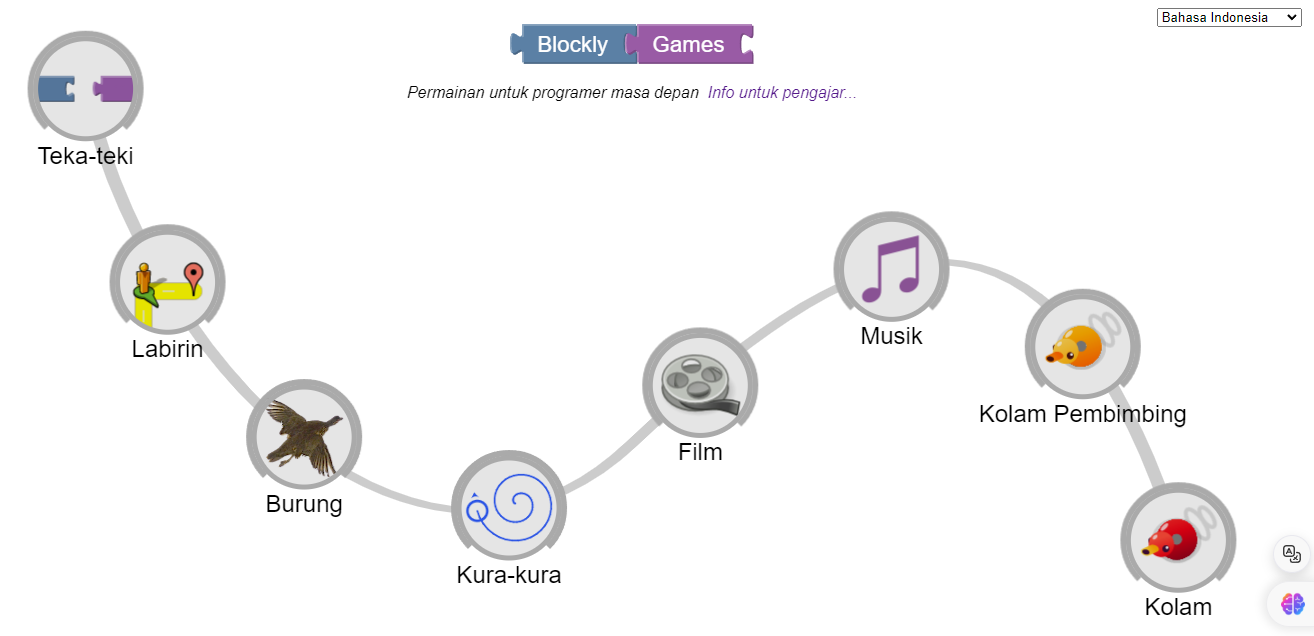 Bahasa Indonesia
Blockly Games
Permainan untuk programer masa depan Info untuk pengajar...
Teka-teki
Labirin
Burung
Kura-kura
Film
Musik
Kolam Pembimbing
Kolam